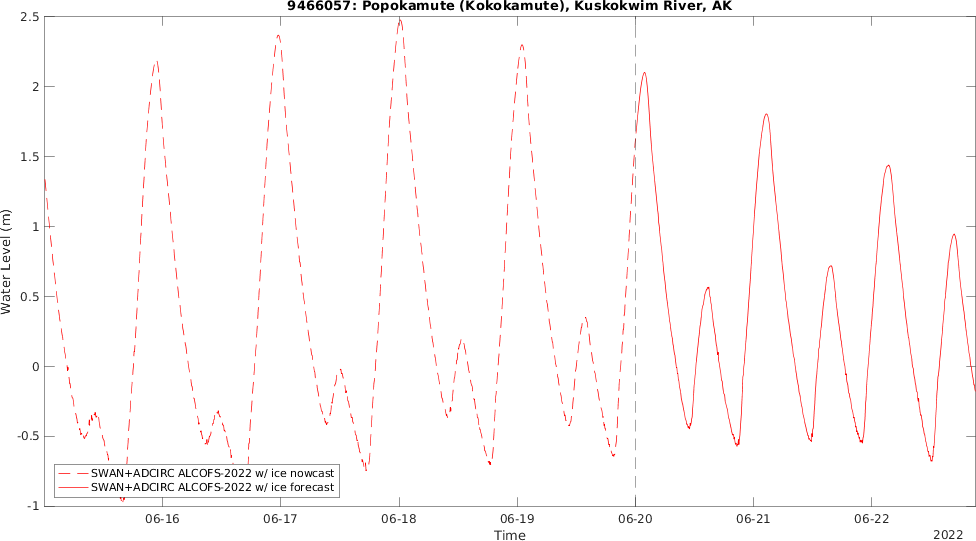 9466057: Popokamute (Kokokamute), Kuskokwim River, AK
2.5
2
1.5
1
0.5
0
-0.5
-1
Water Level (m)
SWAN+ADCIRC ALCOFS-2022 w/ ice nowcast
SWAN+ADCIRC ALCOFS-2022 w/ ice forecast
06-16 06-17 06-18 06-19 06-20 06-21 06-22
Time
2022